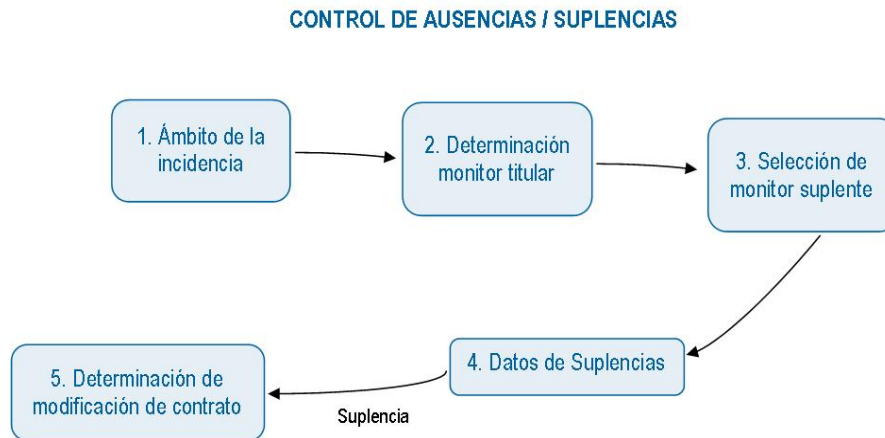 CONTROL DE AUSENCIAS / SUPLENCIAS
1. Ámbito de la
incidencia
2. Determinación
monitor titular
3. Selección de
monitor suplente
4. Datos de Suplencias
5. Determinación de
modificación de contrato
Suplencia